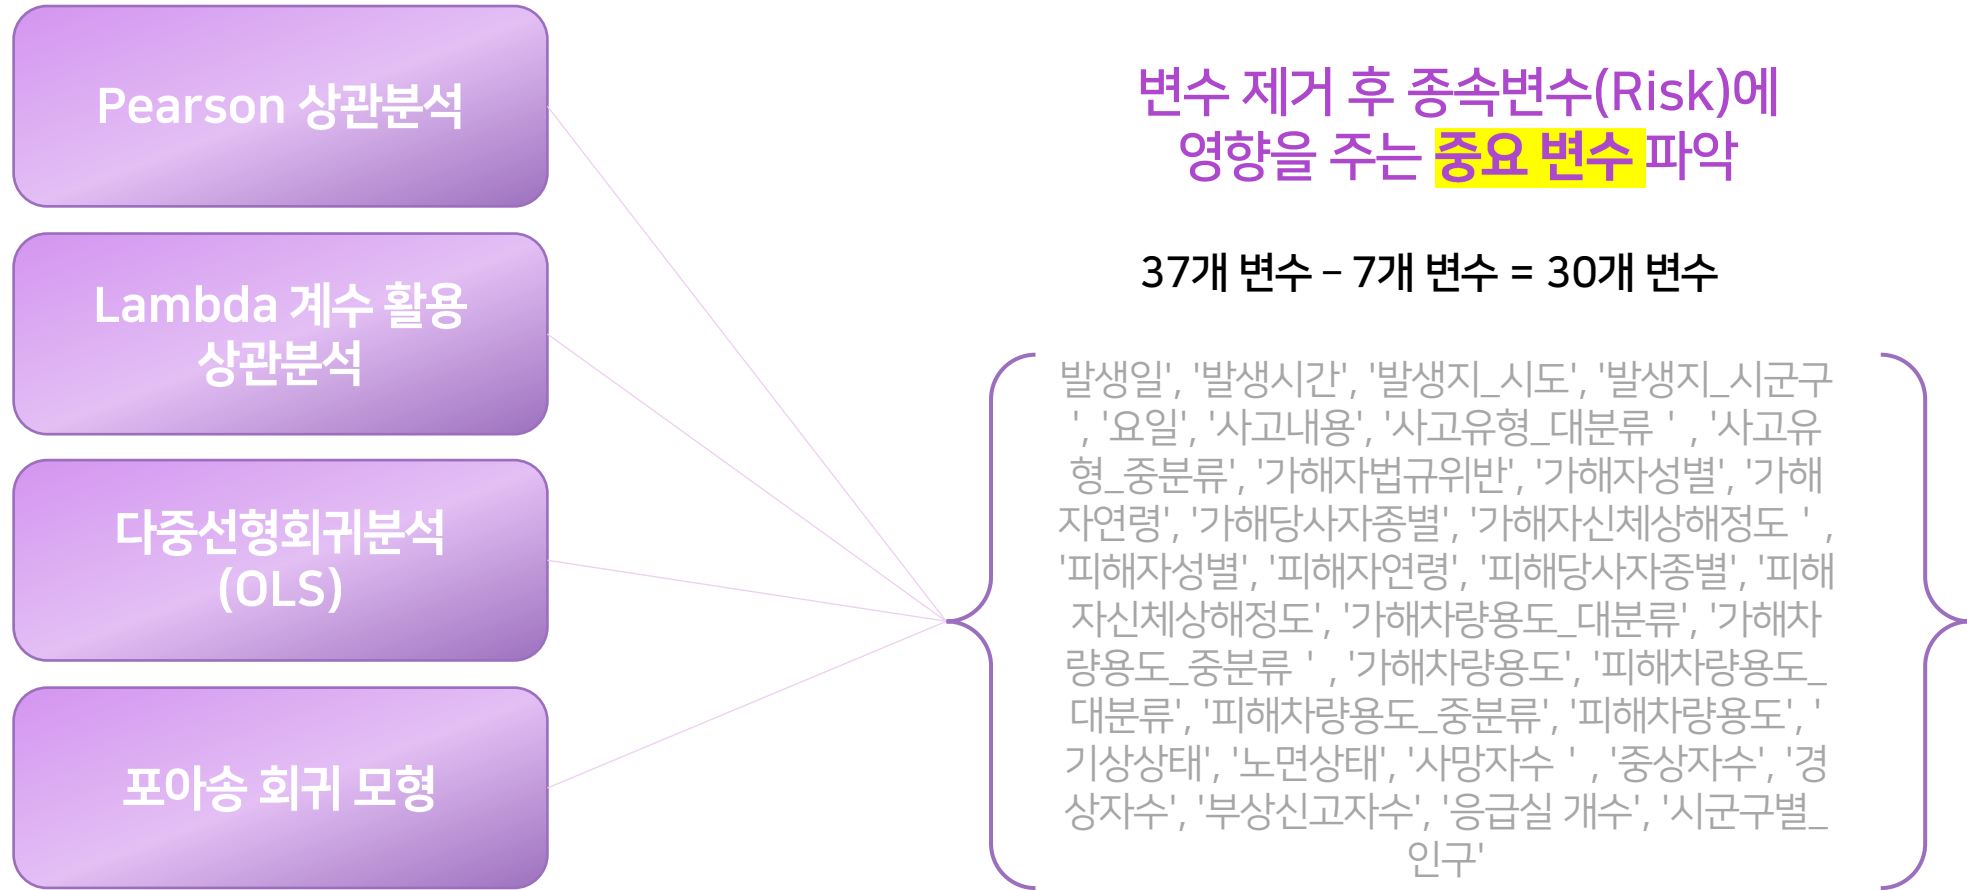 Pearson 상관분석
Lambda 계수 활용
상관분석
다중선형회귀분석
(OLS)
포아송 회귀 모형
변수 제거 후 종속변수(Risk)에
영향을 주는 중요 변수 파악
37개 변수 – 7개 변수 = 30개 변수
발생일', '발생시간', '발생지_시도', '발생지_시군구
', '요일', '사고내용', '사고유형_대분류 ' , '사고유
형_중분류', '가해자법규위반', '가해자성별', '가해
자연령', '가해당사자종별', '가해자신체상해정도 ' ,
'피해자성별', '피해자연령', '피해당사자종별', '피해
자신체상해정도', '가해차량용도_대분류', '가해차
량용도_중분류 ' , '가해차량용도', '피해차량용도_
대분류', '피해차량용도_중분류', '피해차량용도', '
기상상태', '노면상태', '사망자수 ' , '중상자수', '경
상자수', '부상신고자수', '응급실 개수', '시군구별_
인구'